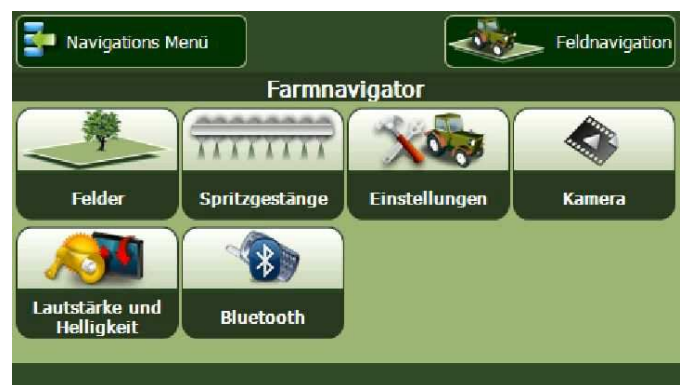 Navigations Menü
Feldnavigation
Farmnavigator
Felder
Spritzgestänge
Einstellungen
Kamera
Lautstärke und
Helligkeit
Bluetooth